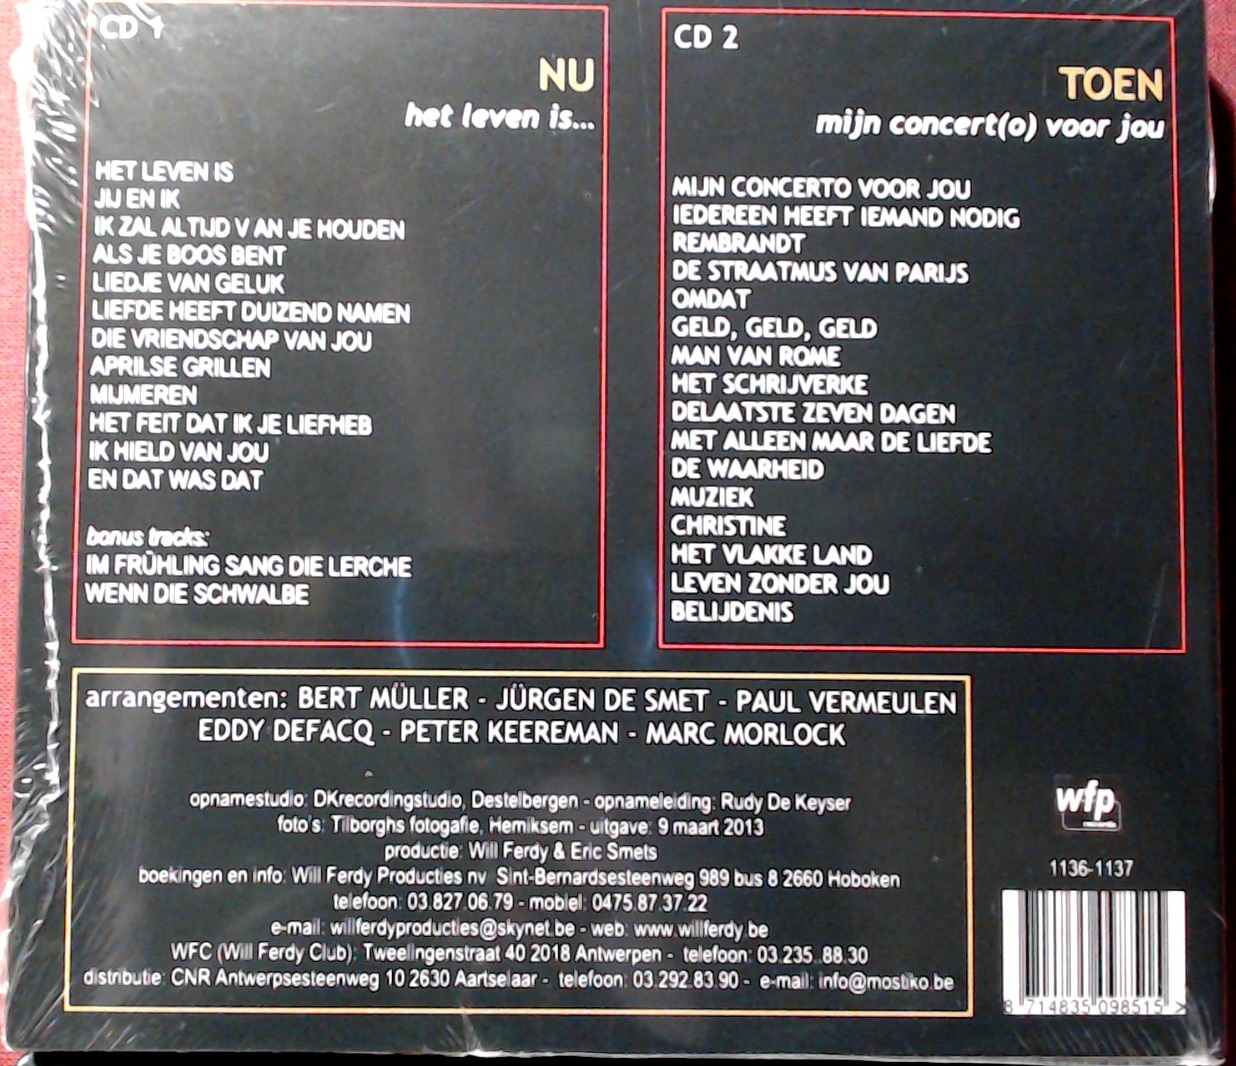 CD 1
NU
het leven is...
HET LEVEN IS
JIJ EN IK
IK ZAL ALTIJD V AN JE HOUDEN
ALS JE BOOS BENT
LIEDJE VAN GELUK
LIEFDE HEEFT DUIZEND NAMEN
DIE VRIENDSCHAP VAN JOU
APRILSE GRILLEN
MIJMEREN
HET FEIT DAT IK JE LIEFHEB
IK HIELD VAN JOU
EN DAT WAS DAT
bonus tracks:
IM FRÜHLING SANG DIE LERCHE
WENN DIE SCHWALBE
CD 2
TOEN
mijn concert(o) voor jou
MIJN CONCERTO VOOR JOU
IEDEREEN HEEFT IEMAND NODIG
REMBRANDT
DE STRAATMUS VAN PARIJS
OMDAT
GELD, GELD, GELD
MAN VAN ROME
HET SCHRIJVERKE
DELAATSTE ZEVEN DAGEN
MET ALLEEN MAAR DE LIEFDE
DE WAARHEID
MUZIEK
CHRISTINE
HET VLAKKE LAND
LEVEN ZONDER JOU
BELIJDENIS
arrangementen: BERT MÜLLER - JÜRGEN DE SMET - PAUL VERMEULEN
EDDY DEFACQ - PETER KEEREMAN - MARC MORLOCK
opnamestudio: DKrecordingstudio, Destelbergen - opnameleiding: Rudy De Keyser
foto's: Tilborghs fotogafie, Hemiksem - uitgave: 9 maart 2013
productie: Will Ferdy & Eric Smets
boekingen en info: Will Ferdy Producties nv Sint-Bernardsesteenweg 989 bus 8 2660 Hoboken
telefoon: 03.827.06.79 - mobiel: 0475.87.37.22
e-mail: willferdyproducties@skynet.be - web: www.willferdy.be
WFC (Will Ferdy Club): Tweelingenstraat 40 2018 Antwerpen - telefoon: 03.235..88.30
distributie: CNR Antwerpsesteenweg 10 2630 Aartselaar - telefoon: 03.292.83.90 - e-mail: info@mostiko.be
wfp
1136-1137
8 714835 098515 >